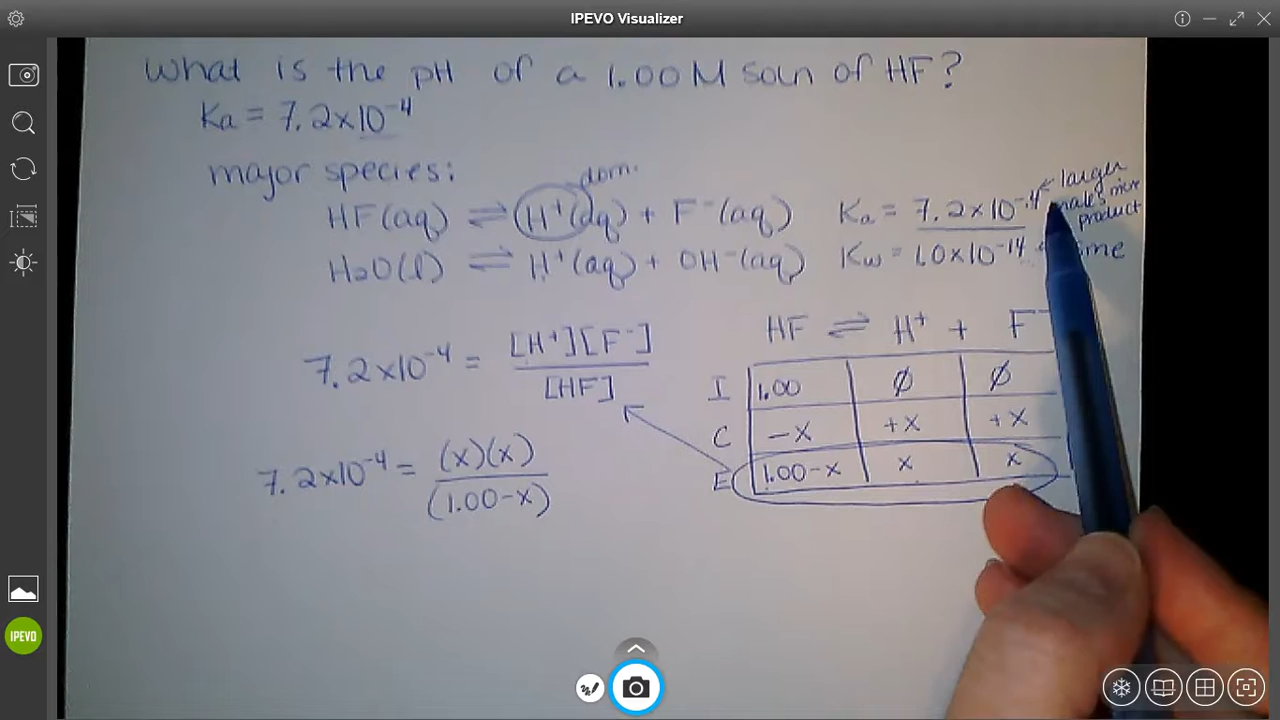 IPEVO Visualizer
What is the pH of a 1.00 M soln of HF?
Ka = 7.2x10⁻⁴
major species:
dom.
HF(aq) ⇌ H⁺(aq) + F⁻(aq) Ka = 7.2x10⁻⁴ ← larger
makes more
product
H2O(l) ⇌ H⁺(aq) + OH⁻(aq) Kw = 1.0x10⁻¹⁴
7.2x10⁻⁴ = [H⁺][F⁻] / [HF]
HF ⇌ H⁺ + F⁻
I 1.00 ∅ ∅
C -x +x +x
E 1.00-x x x
7.2x10⁻⁴ = (x)(x) / (1.00-x)
IPEVO